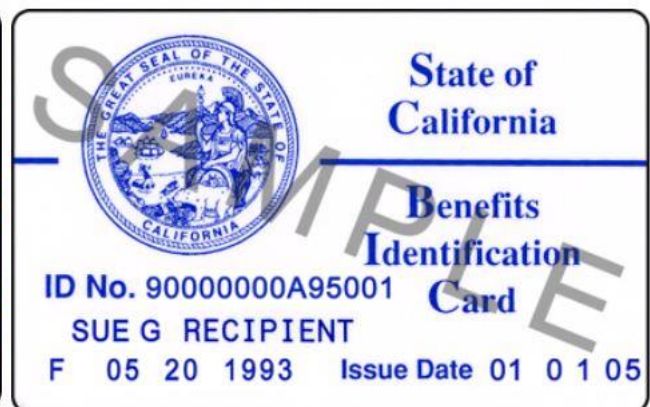 THE GREAT SEAL OF THE STATE OF CALIFORNIA
EUREKA
State of
California
Benefits
Identification
Card
ID No. 90000000A95001
SUE G RECIPIENT
F 05 20 1993 Issue Date 01 0 1 05
SAMPLE